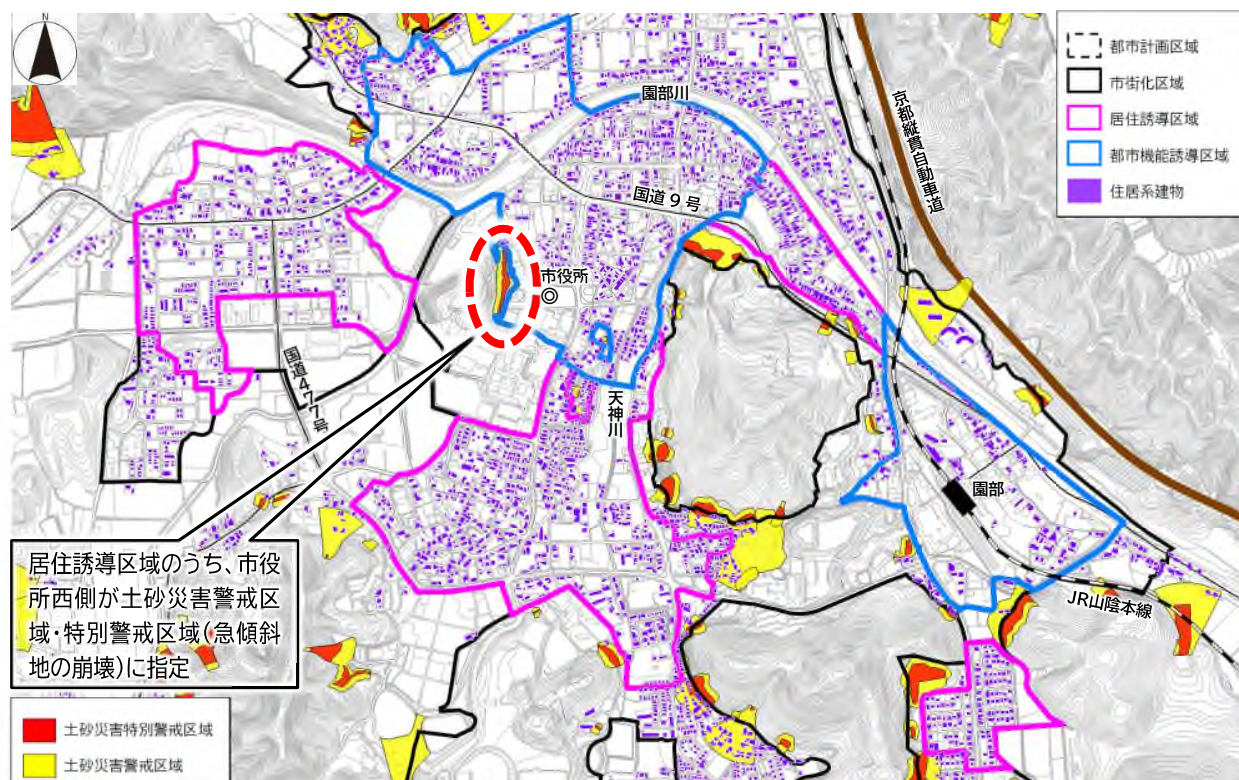 N
都市計画区域
市街化区域
居住誘導区域
都市機能誘導区域
住居系建物
園部川
京都縦貫自動車道
国道9号
市役所
◎
国道477号
天神川
園部
JR山陰本線
居住誘導区域のうち、市役
所西側が土砂災害警戒区
域・特別警戒区域(急傾斜
地の崩壊)に指定
土砂災害特別警戒区域
土砂災害警戒区域